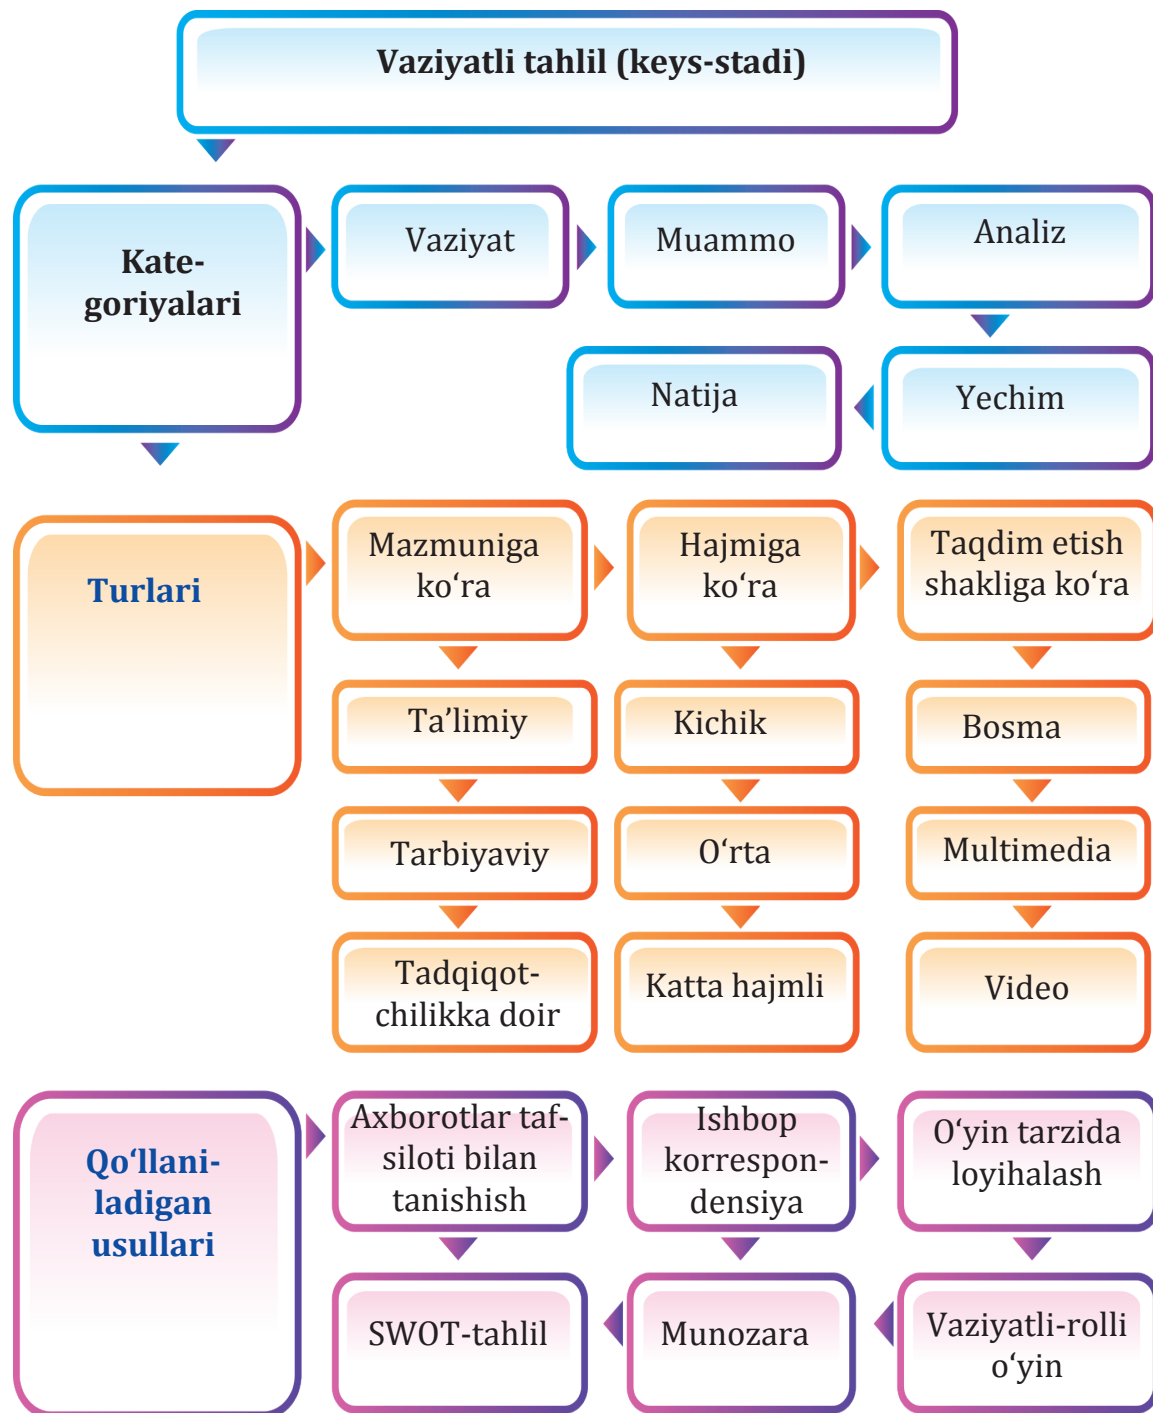 Vaziyatli tahlil (keys-stadi)
Kate-
goriyalari
Vaziyat
Muammo
Analiz
Natija
Yechim
Turlari
Mazmuniga
ko‘ra
Hajmiga
ko‘ra
Taqdim etish
shakliga ko‘ra
Ta’limiy
Kichik
Bosma
Tarbiyaviy
O‘rta
Multimedia
Tadqiqot-
chilikka doir
Katta hajmli
Video
Qo‘llani-
ladigan
usullari
Axborotlar taf-
siloti bilan
tanishish
Ishbop
korrespon-
densiya
O‘yin tarzida
loyihalash
SWOT-tahlil
Munozara
Vaziyatli-rolli
o‘yin